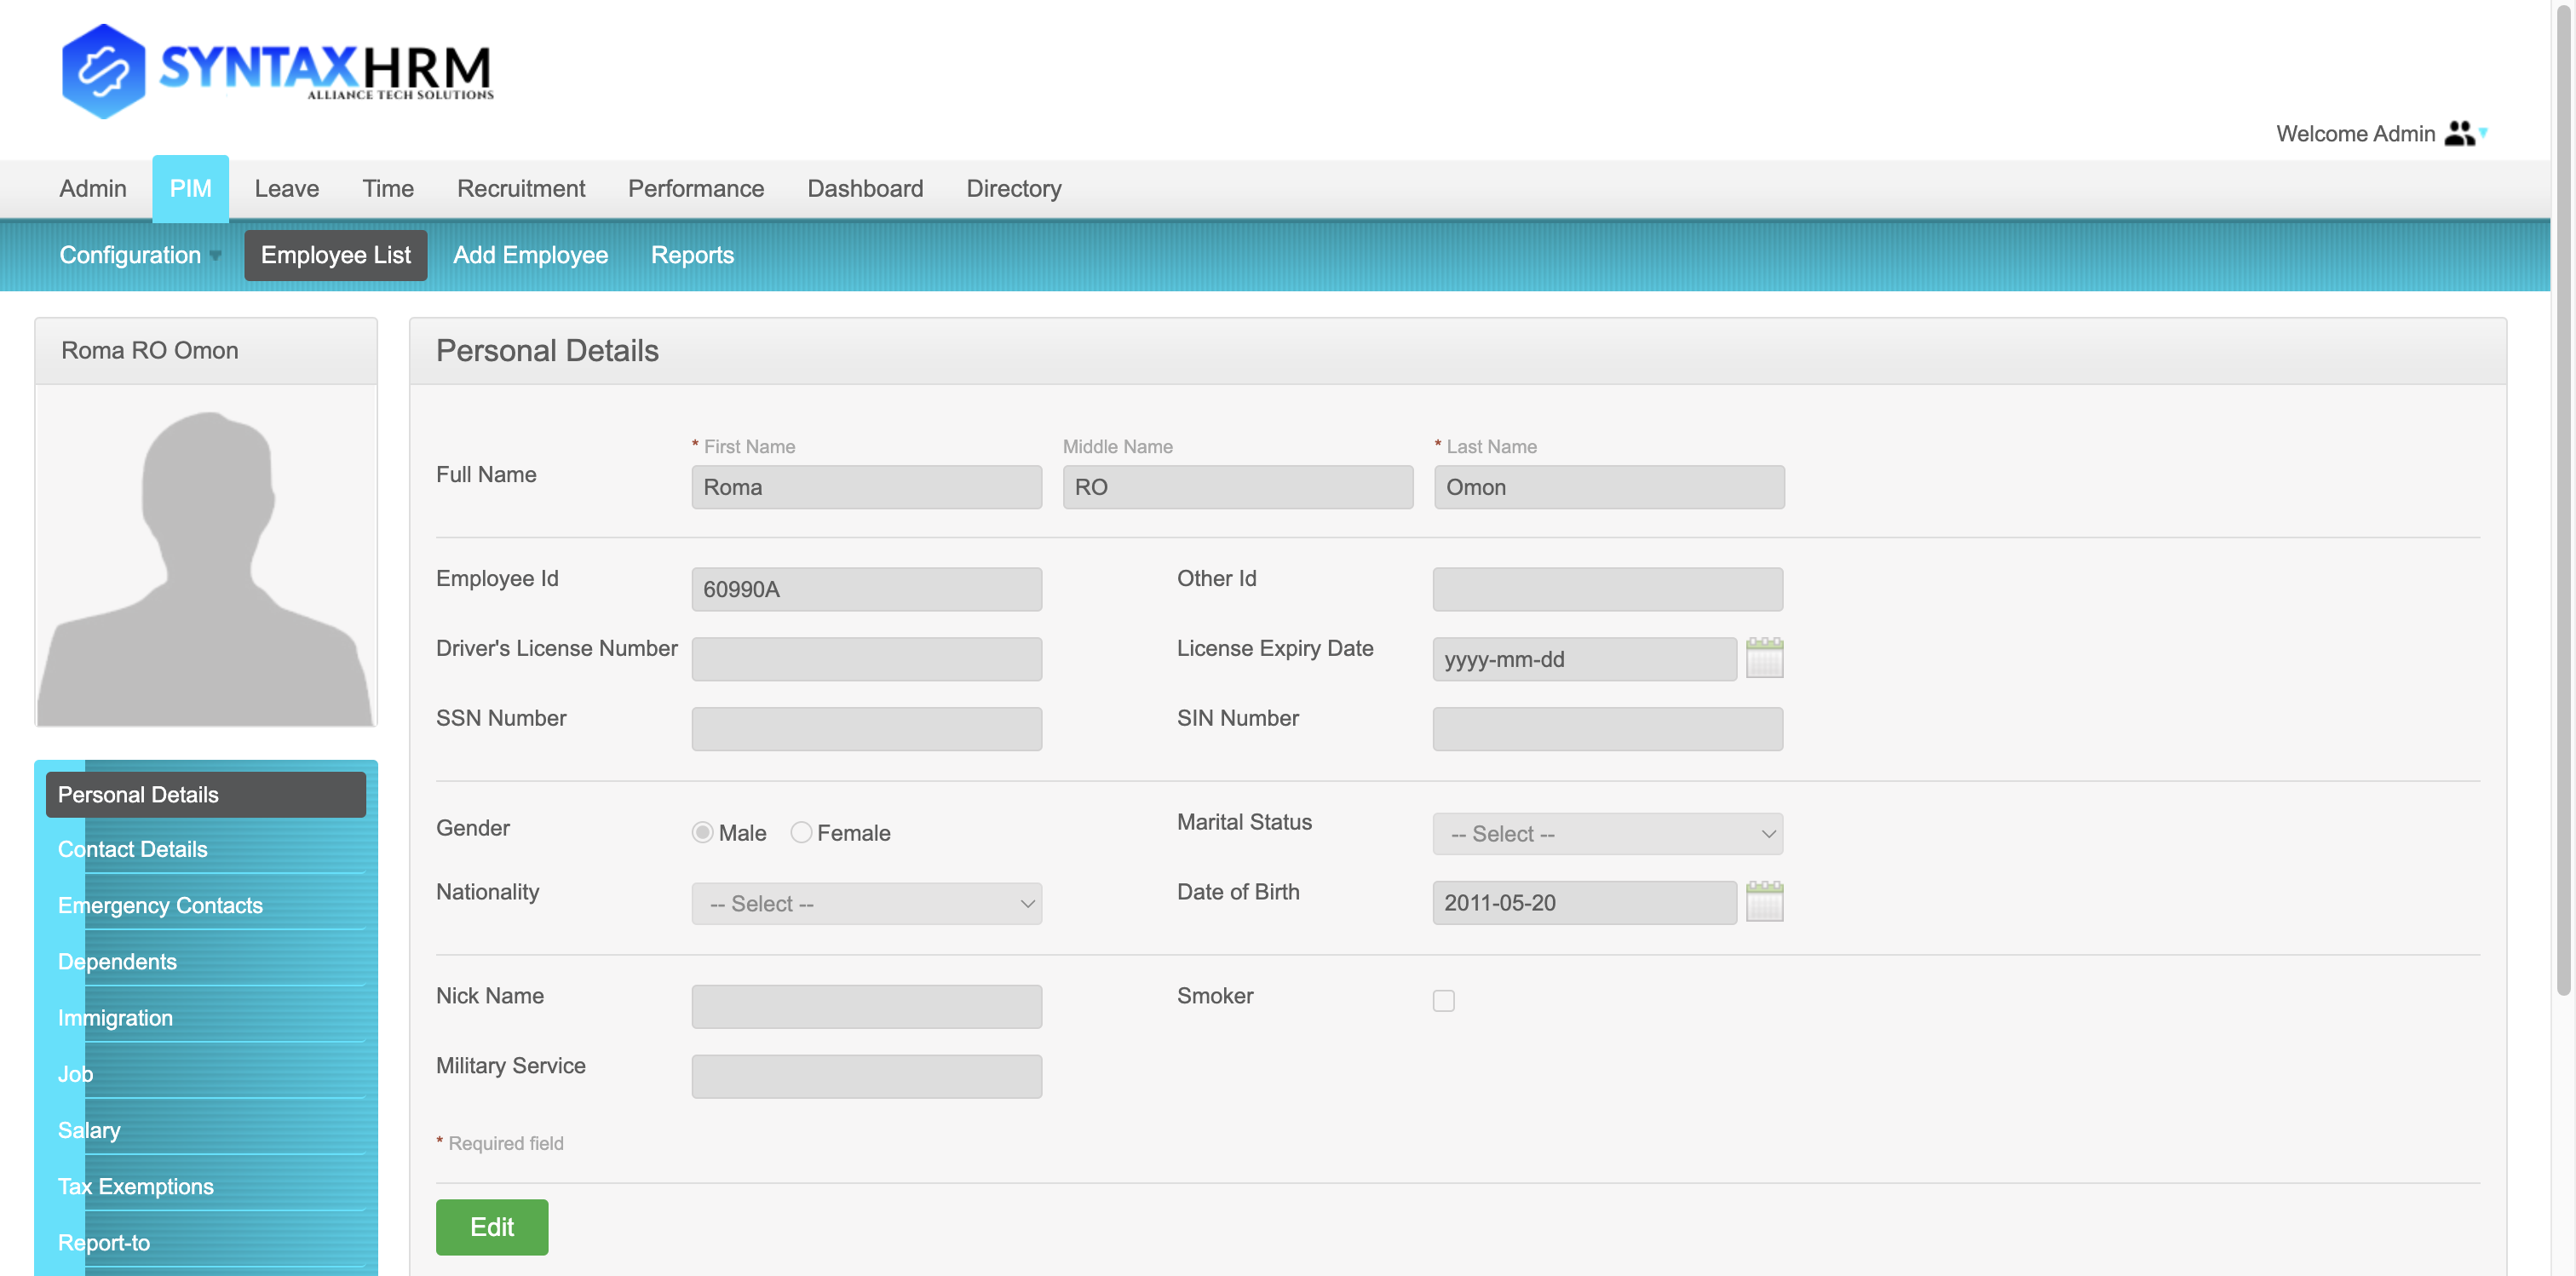 SYNTAXHRM
ALLIANCE TECH SOLUTIONS
Welcome Admin
Admin PIM Leave Time Recruitment Performance Dashboard Directory
Configuration Employee List Add Employee Reports
Roma RO Omon
Personal Details
* First Name Middle Name * Last Name
Full Name Roma RO Omon
Employee Id 60990A Other Id
Driver's License Number License Expiry Date yyyy-mm-dd
SSN Number SIN Number
Gender Male Female Marital Status -- Select --
Nationality -- Select -- Date of Birth 2011-05-20
Nick Name Smoker
Military Service
* Required field
Edit
Personal Details
Contact Details
Emergency Contacts
Dependents
Immigration
Job
Salary
Tax Exemptions
Report-to